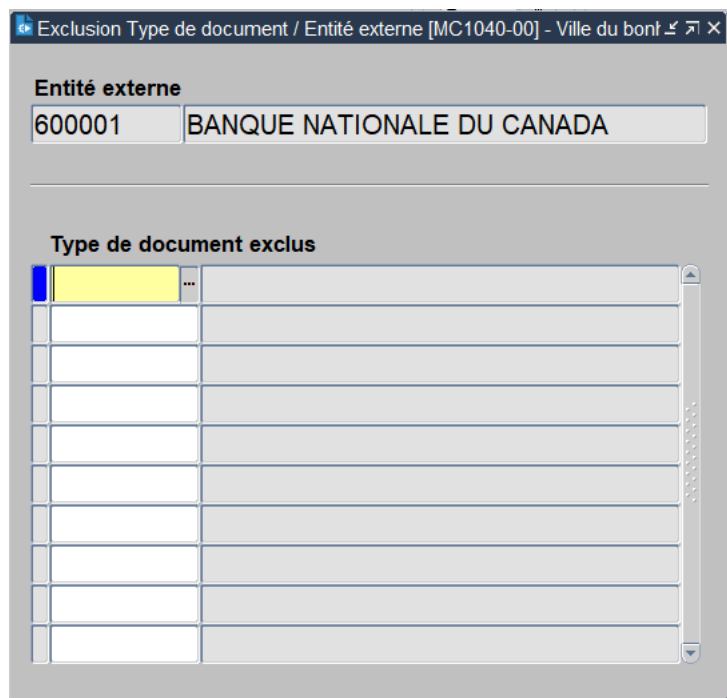 Exclusion Type de document / Entité externe [MC1040-00] - Ville du
Entité externe
600001 BANQUE NATIONALE DU CANADA
Type de document exclus
...